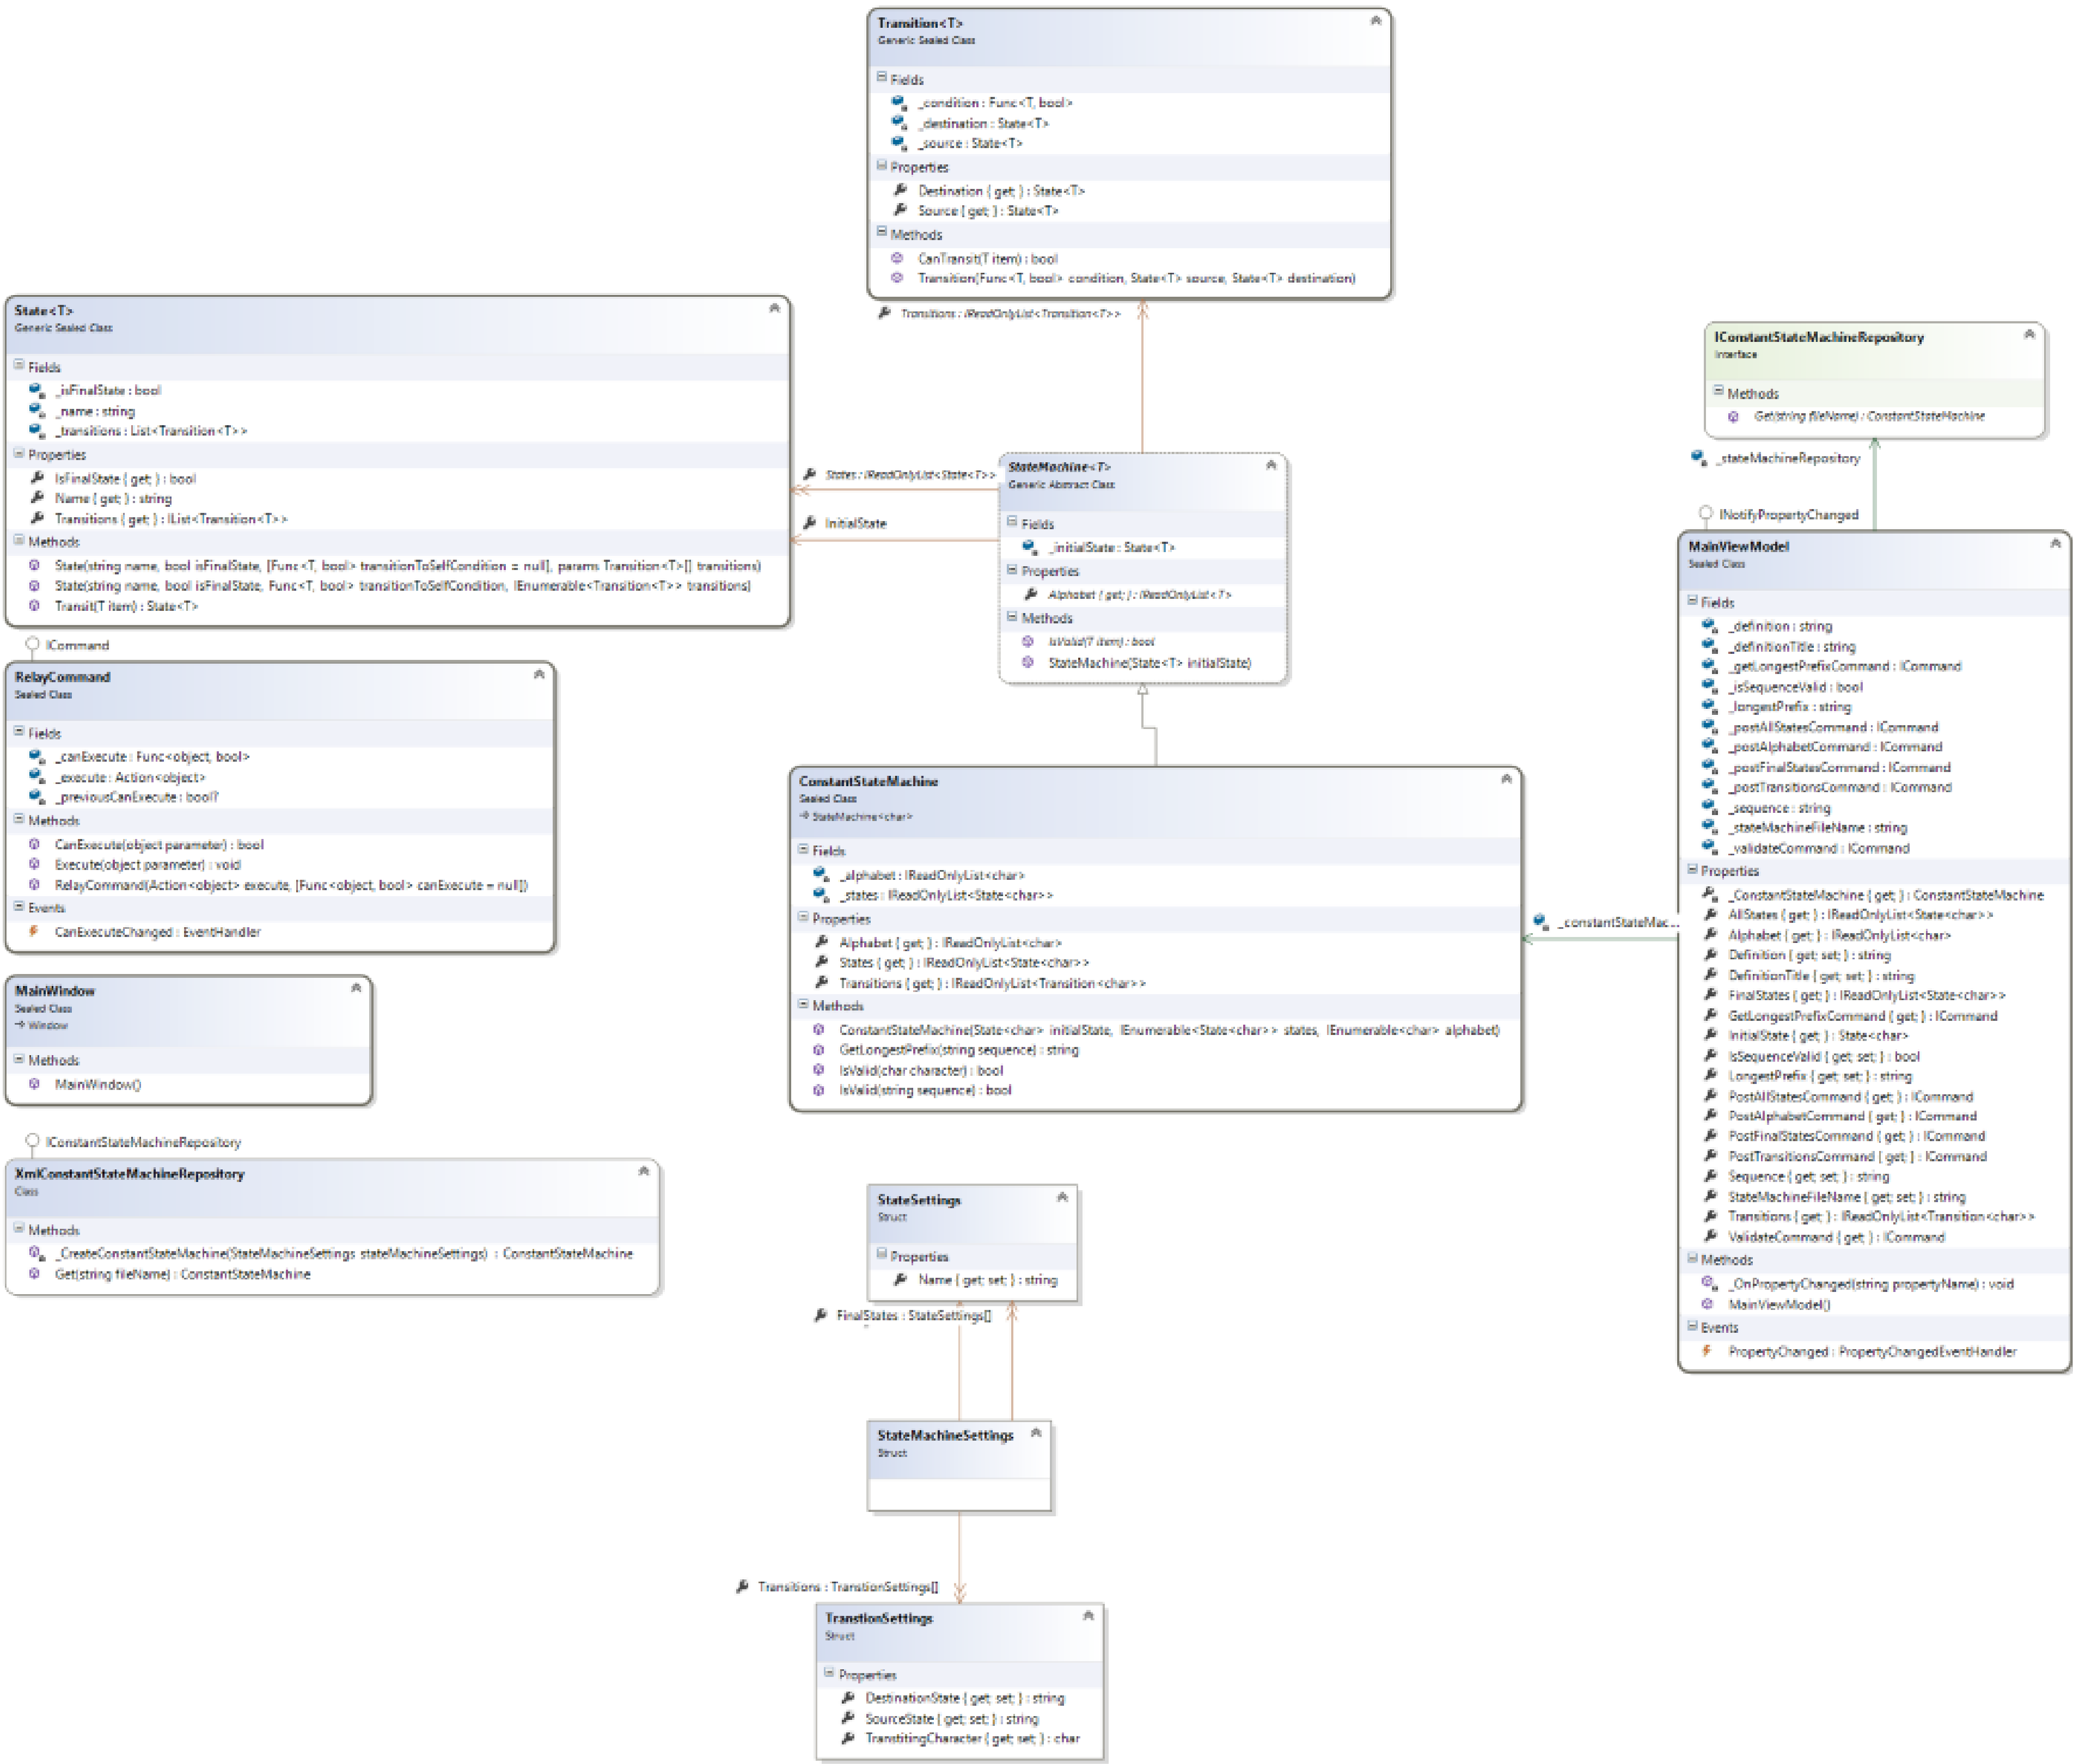 Transition<T>
Generic Sealed Class
Fields
_condition : Func<T, bool>
_destination : State<T>
_source : State<T>
Properties
Destination { get; } : State<T>
Source { get; } : State<T>
Methods
CanTransit(T item) : bool
Transition(Func<T, bool> condition, State<T> source, State<T> destination)
Transitions : IReadOnlyList<Transition<T>>
State<T>
Generic Sealed Class
Fields
_isFinalState : bool
_name : string
_transitions : List<Transition<T>>
Properties
IsFinalState { get; } : bool
Name { get; } : string
Transitions { get; } : IList<Transition<T>>
Methods
State(string name, bool isFinalState, [Func<T, bool> transitionToSelfCondition = null], params Transition<T>[] transitions)
State(string name, bool isFinalState, Func<T, bool> transitionToSelfCondition, IEnumerable<Transition<T>> transitions)
Transit(T item) : State<T>
States : IReadOnlyList<State<T>>
InitialState
StateMachine<T>
Generic Abstract Class
Fields
_initialState : State<T>
Properties
Alphabet { get; } : IReadOnlyList<T>
Methods
IsValid(T item) : bool
StateMachine(State<T> initialState)
IConstantStateMachineRepository
Interface
Methods
Get(string fileName) : ConstantStateMachine
_stateMachineRepository
INotifyPropertyChanged
MainViewModel
Sealed Class
Fields
_definition : string
_definitionTitle : string
_getLongestPrefixCommand : ICommand
_isSequenceValid : bool
_longestPrefix : string
_postAllStatesCommand : ICommand
_postAlphabetCommand : ICommand
_postFinalStatesCommand : ICommand
_postTransitionsCommand : ICommand
_sequence : string
_stateMachineFileName : string
_validateCommand : ICommand
Properties
_ConstantStateMachine { get; } : ConstantStateMachine
AllStates { get; } : IReadOnlyList<State<char>>
Alphabet { get; } : IReadOnlyList<char>
Definition { get; set; } : string
DefinitionTitle { get; set; } : string
FinalStates { get; } : IReadOnlyList<State<char>>
GetLongestPrefixCommand { get; } : ICommand
InitialState { get; } : State<char>
IsSequenceValid { get; set; } : bool
LongestPrefix { get; set; } : string
PostAllStatesCommand { get; } : ICommand
PostAlphabetCommand { get; } : ICommand
PostFinalStatesCommand { get; } : ICommand
PostTransitionsCommand { get; } : ICommand
Sequence { get; set; } : string
StateMachineFileName { get; set; } : string
Transitions { get; } : IReadOnlyList<Transition<char>>
ValidateCommand { get; } : ICommand
Methods
_OnPropertyChanged(string propertyName) : void
MainViewModel()
Events
PropertyChanged : PropertyChangedEventHandler
ICommand
RelayCommand
Sealed Class
Fields
_canExecute : Func<object, bool>
_execute : Action<object>
_previousCanExecute : bool?
Methods
CanExecute(object parameter) : bool
Execute(object parameter) : void
RelayCommand(Action<object> execute, [Func<object, bool> canExecute = null])
Events
CanExecuteChanged : EventHandler
ConstantStateMachine
Sealed Class
StateMachine<char>
Fields
_alphabet : IReadOnlyList<char>
_states : IReadOnlyList<State<char>>
Properties
Alphabet { get; } : IReadOnlyList<char>
States { get; } : IReadOnlyList<State<char>>
Transitions { get; } : IReadOnlyList<Transition<char>>
Methods
ConstantStateMachine(State<char> initialState, IEnumerable<State<char>> states, IEnumerable<char> alphabet)
GetLongestPrefix(string sequence) : string
IsValid(char character) : bool
IsValid(string sequence) : bool
_constantStateMac...
MainWindow
Sealed Class
Window
Methods
MainWindow()
IConstantStateMachineRepository
XmlConstantStateMachineRepository
Class
Methods
_CreateConstantStateMachine(StateMachineSettings stateMachineSettings) : ConstantStateMachine
Get(string fileName) : ConstantStateMachine
StateSettings
Struct
Properties
Name { get; set; } : string
FinalStates : StateSettings[]
StateMachineSettings
Struct
Transitions : TranstionSettings[]
TranstionSettings
Struct
Properties
DestinationState { get; set; } : string
SourceState { get; set; } : string
TranstitingCharacter { get; set; } : char